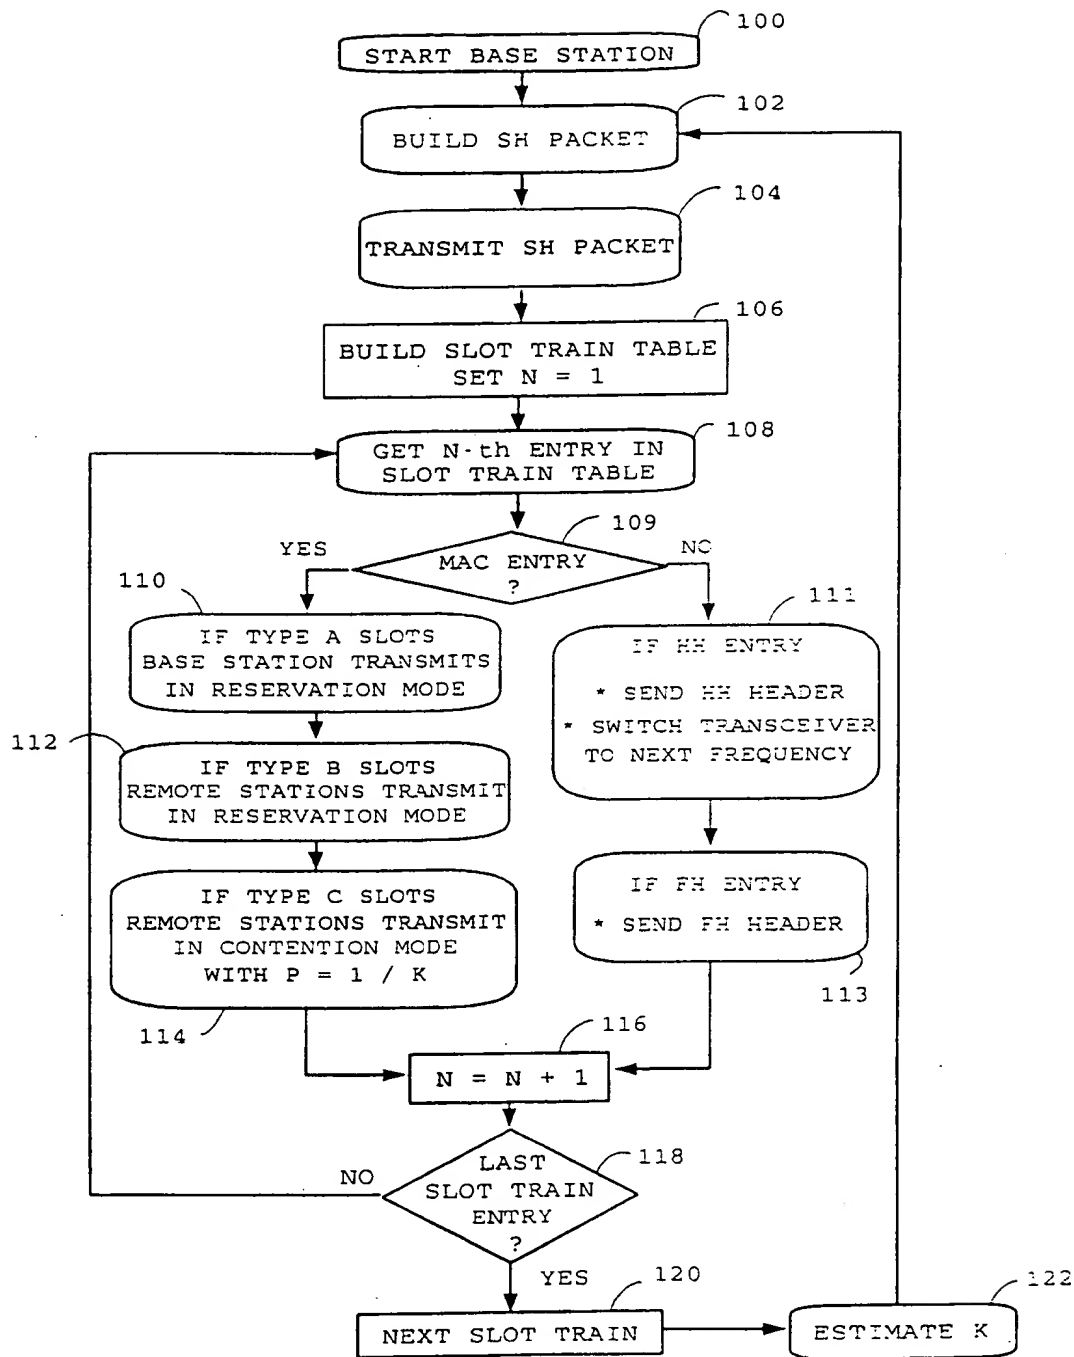 100
START BASE STATION
102
BUILD SH PACKET
104
TRANSMIT SH PACKET
106
BUILD SLOT TRAIN TABLE
SET N = 1
108
GET N-th ENTRY IN
SLOT TRAIN TABLE
109
YES
MAC ENTRY
?
NO
110
IF TYPE A SLOTS
BASE STATION TRANSMITS
IN RESERVATION MODE
111
IF HH ENTRY
* SEND HH HEADER
* SWITCH TRANSCEIVER
TO NEXT FREQUENCY
112
IF TYPE B SLOTS
REMOTE STATIONS TRANSMIT
IN RESERVATION MODE
IF FH ENTRY
* SEND FH HEADER
113
IF TYPE C SLOTS
REMOTE STATIONS TRANSMIT
IN CONTENTION MODE
WITH P = 1 / K
114
116
N = N + 1
118
LAST
SLOT TRAIN
ENTRY
?
NO
YES
120
NEXT SLOT TRAIN
122
ESTIMATE K